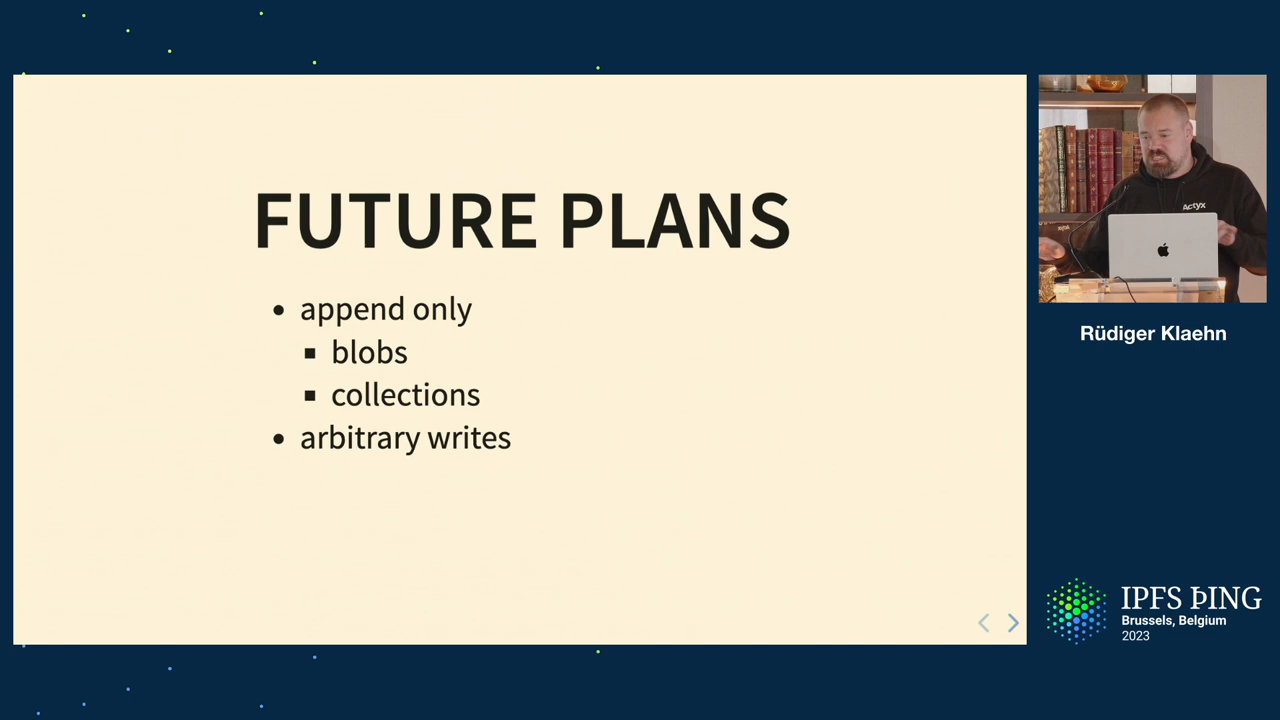 FUTURE PLANS
append only
blobs
collections
arbitrary writes
Actyx
Rüdiger Klaehn
IPFS ÞING
Brussels, Belgium
2023